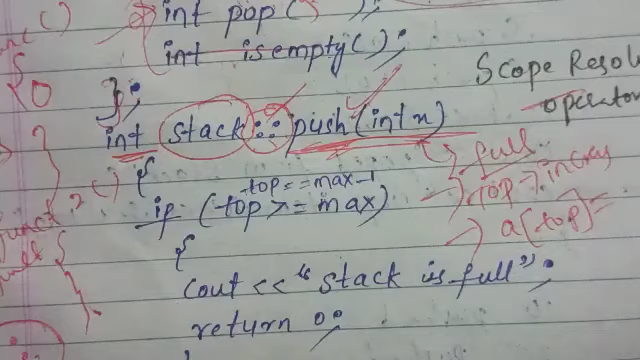 int pop ( );
int isempty( );
};
Scope Resol
operator
int stack :: push (int x)
{
full
top → incre
a[top]=
top == max-1
if (top >= max)
{
cout << "stack is full";
return 0;